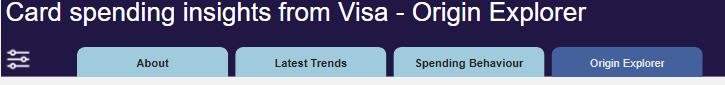 Card spending insights from Visa - Origin Explorer
About Latest Trends Spending Behaviour Origin Explorer